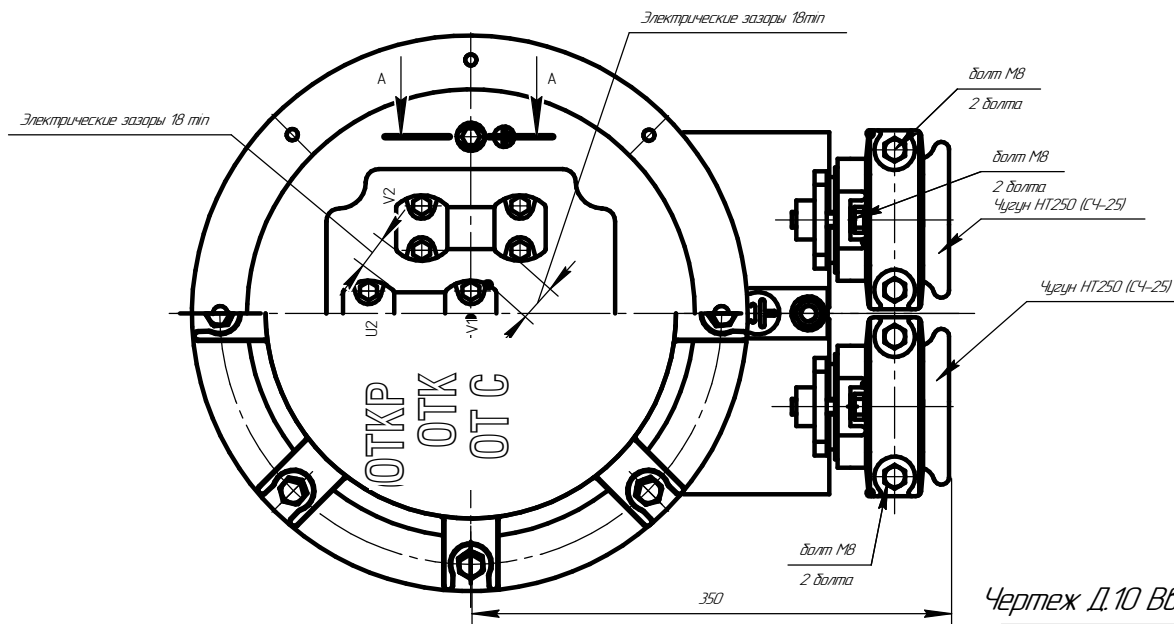 Электрические зазоры 18min
A
A
болт М8
2 болта
Электрические зазоры 18 min
болт М8
2 болта
Чугун НТ250 (СЧ-25)
V2
Чугун НТ250 (СЧ-25)
U2
V1
ОТКР
ОТК
ОТ С
болт М8
2 болта
350
Чертеж Д.10